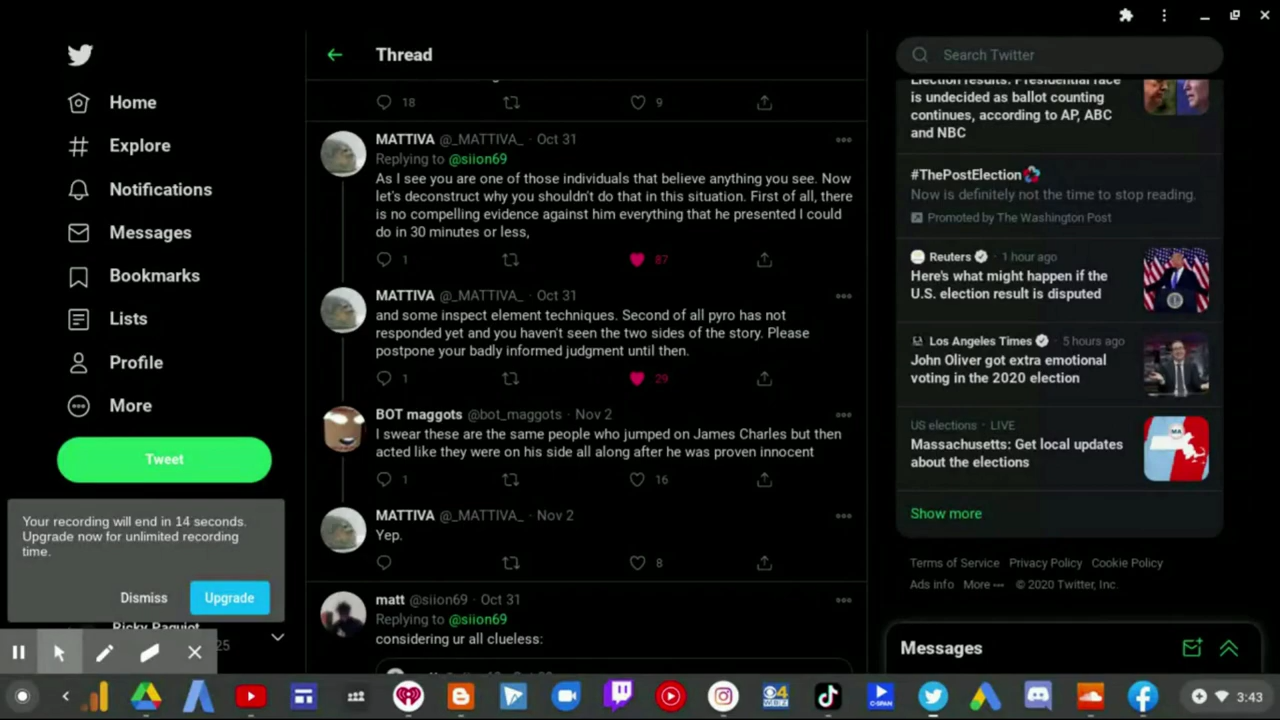 Home
Explore
Notifications
Messages
Bookmarks
Lists
Profile
More
Tweet
Your recording will end in 14 seconds.
Upgrade now for unlimited recording
time.
Dismiss
Upgrade
Ricky Paquiot
25
Thread
18
9
MATTIVA @_MATTIVA_ · Oct 31
Replying to @siion69
As I see you are one of those individuals that believe anything you see. Now
let's deconstruct why you shouldn't do that in this situation. First of all, there
is no compelling evidence against him everything that he presented I could
do in 30 minutes or less,
1
87
MATTIVA @_MATTIVA_ · Oct 31
and some inspect element techniques. Second of all pyro has not
responded yet and you haven't seen the two sides of the story. Please
postpone your badly informed judgment until then.
1
29
BOT maggots @bot_maggots · Nov 2
I swear these are the same people who jumped on James Charles but then
acted like they were on his side all along after he was proven innocent
1
16
MATTIVA @_MATTIVA_ · Nov 2
Yep.
8
matt @siion69 · Oct 31
Replying to @siion69
considering ur all clueless:
Search Twitter
Election results: Presidential race
is undecided as ballot counting
continues, according to AP, ABC
and NBC
#ThePostElection
Now is definitely not the time to stop reading.
Promoted by The Washington Post
Reuters · 1 hour ago
Here's what might happen if the
U.S. election result is disputed
Los Angeles Times · 5 hours ago
John Oliver got extra emotional
voting in the 2020 election
US elections · LIVE
Massachusetts: Get local updates
about the elections
MA
Show more
Terms of Service Privacy Policy Cookie Policy
Ads info More ··· © 2020 Twitter, Inc.
Messages
4
WBZ
C-SPAN
3:43